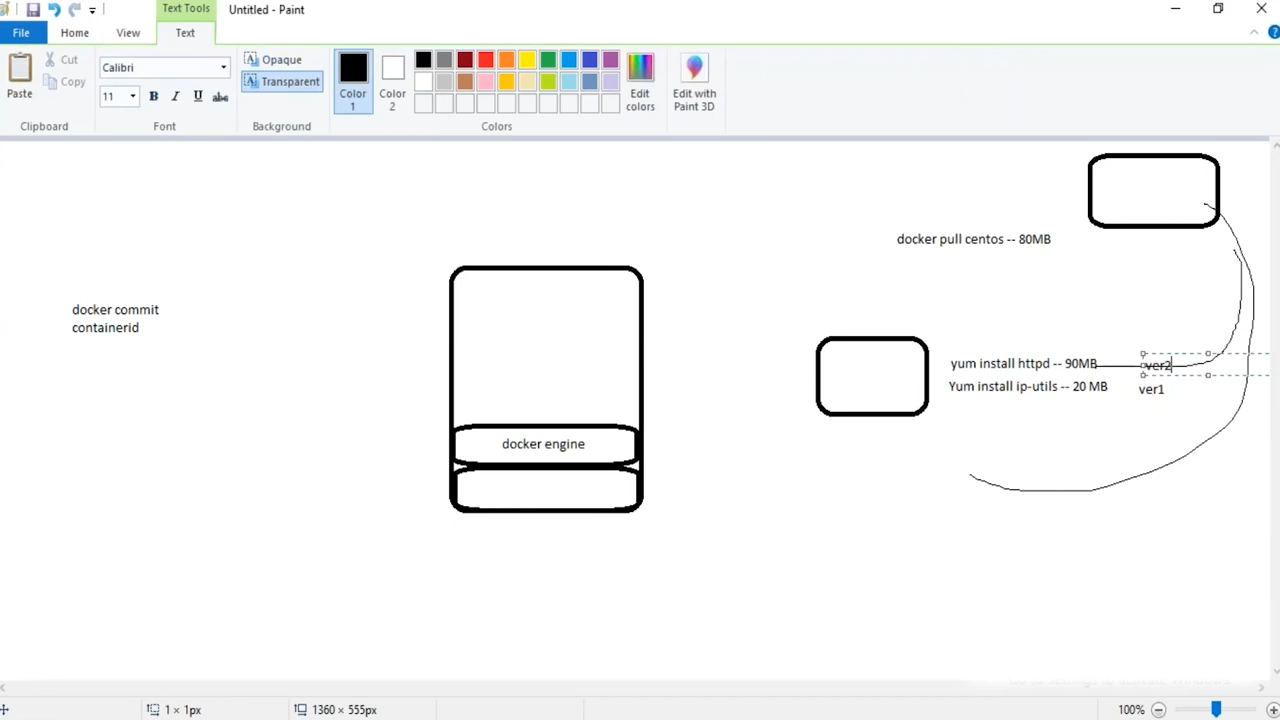 Text Tools
Untitled - Paint
File
Home
View
Text
Paste
Cut
Copy
Clipboard
Calibri
11
B I U abc
Font
Opaque
Transparent
Background
Color 1
Color 2
Edit colors
Colors
Edit with Paint 3D
docker pull centos -- 80MB
docker commit
containerid
yum install httpd -- 90MB
ver2
Yum install ip-utils -- 20 MB
ver1
docker engine
1 × 1px
1360 × 555px
100%